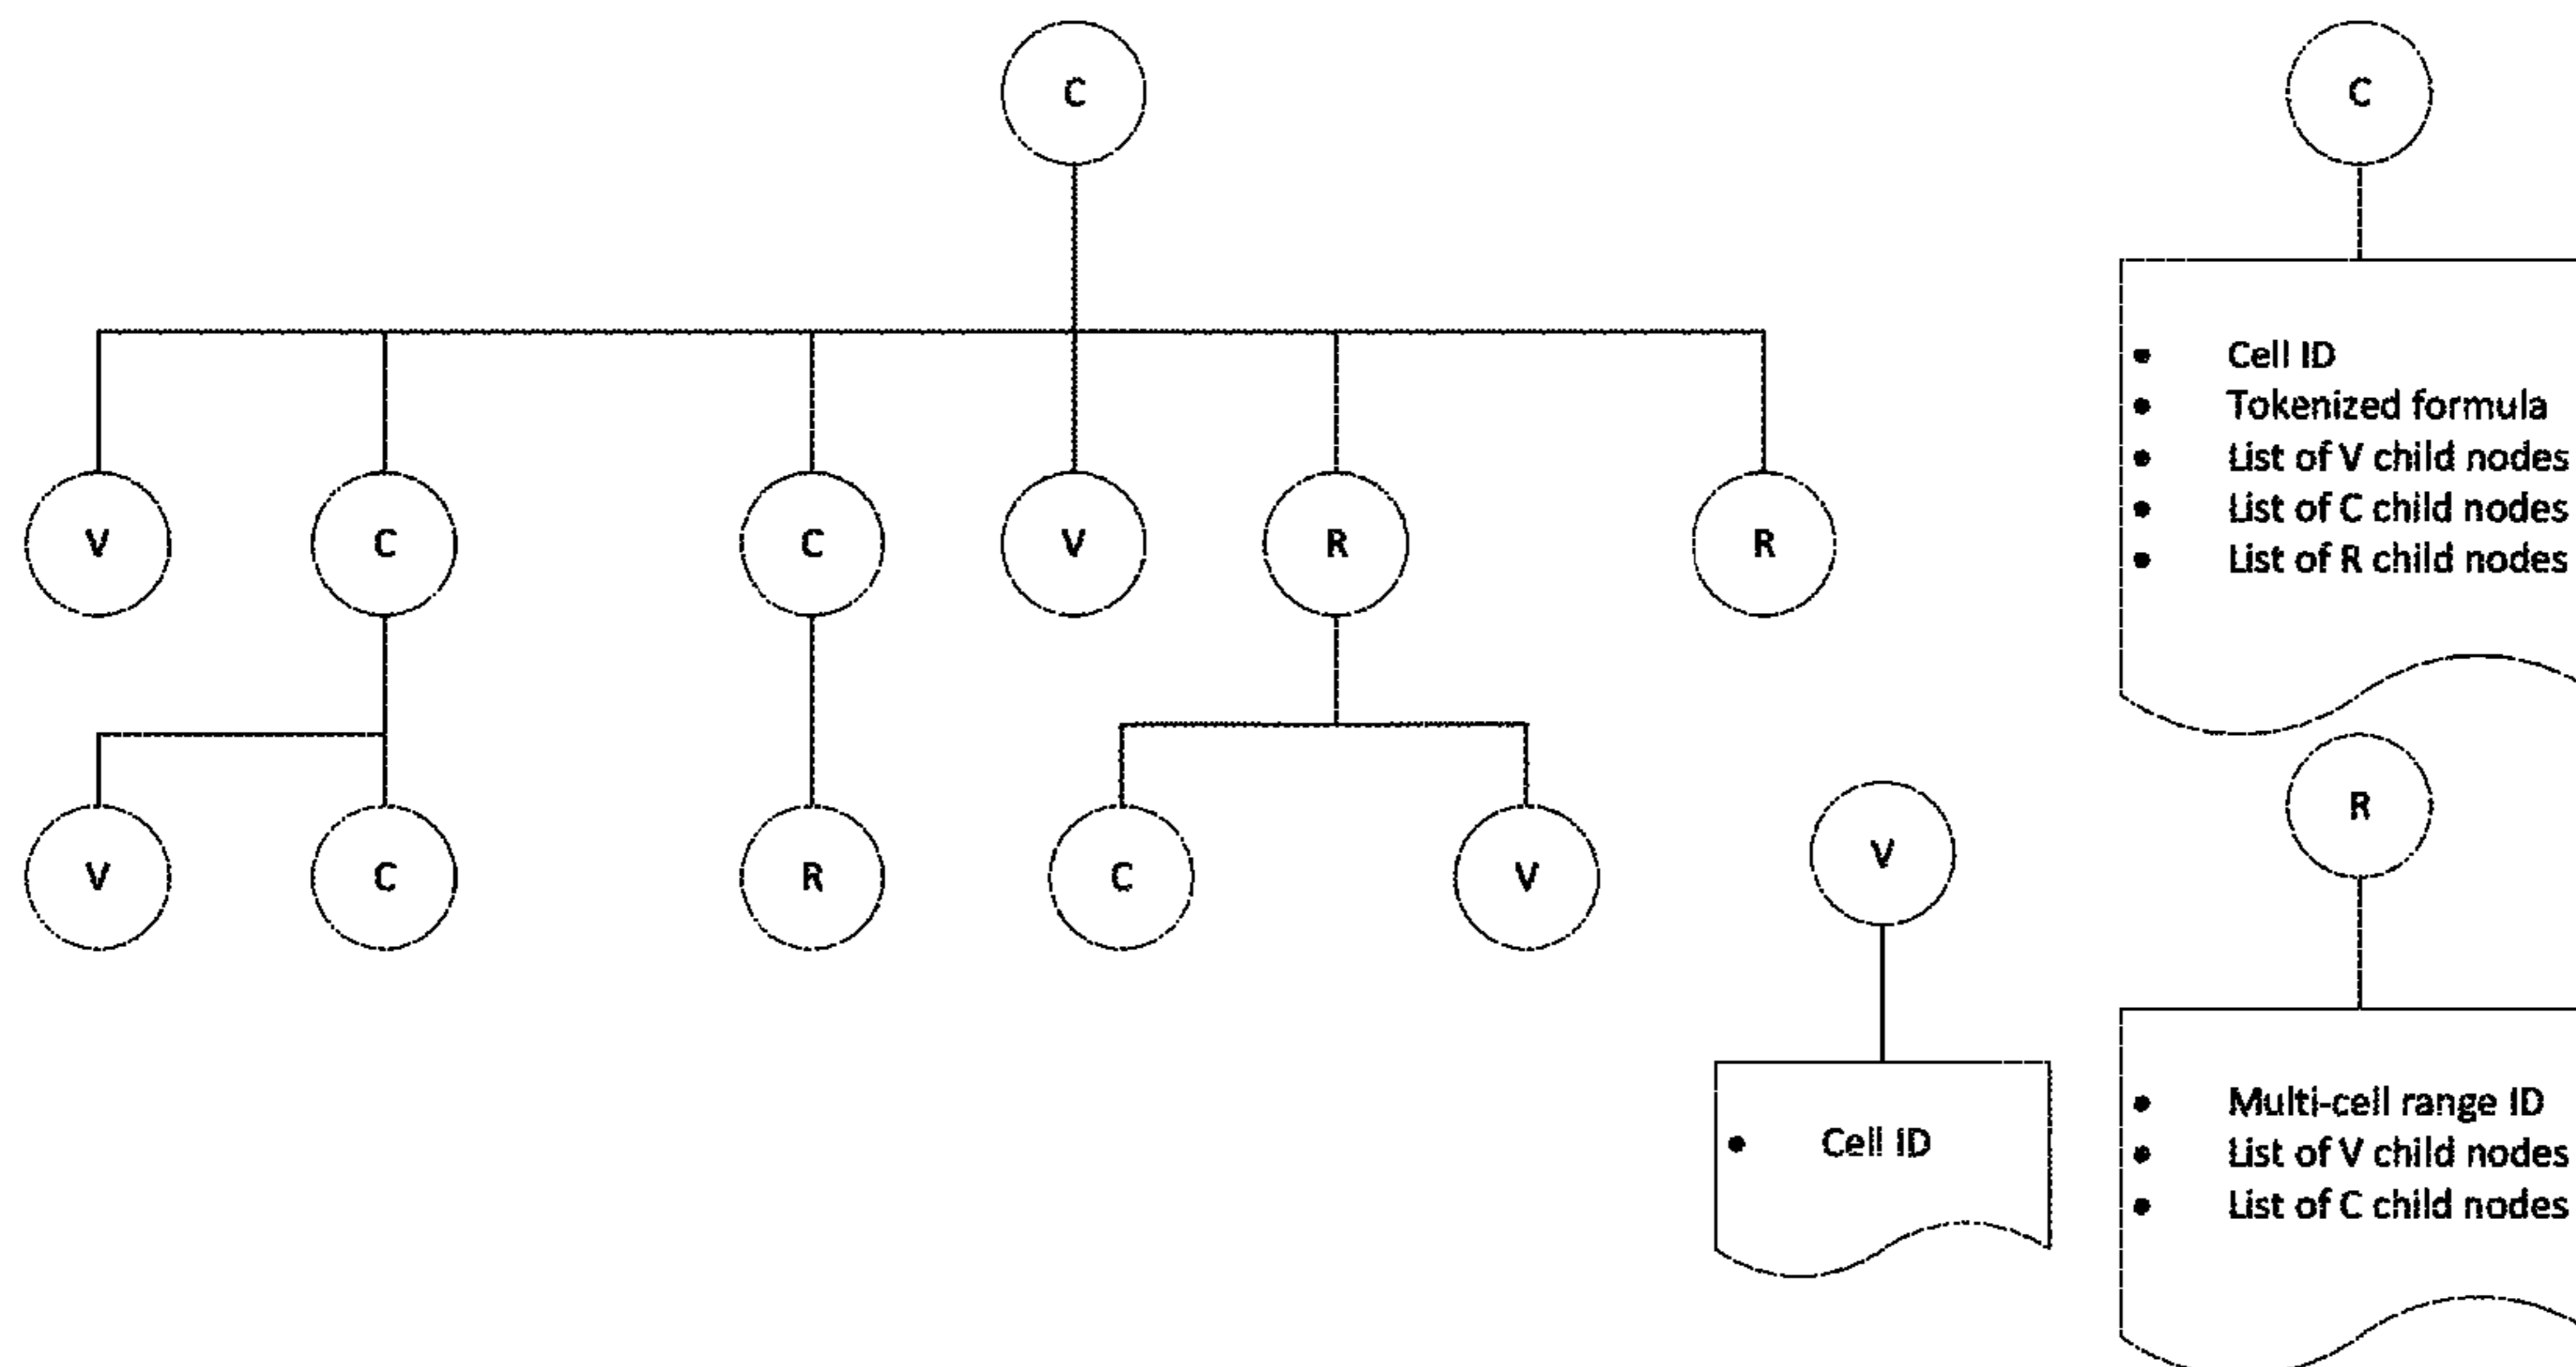 C
C
• Cell ID
• Tokenized formula
• List of V child nodes
• List of C child nodes
• List of R child nodes
V
C
C
V
R
R
V
C
R
C
V
V
R
• Cell ID
• Multi-cell range ID
• List of V child nodes
• List of C child nodes